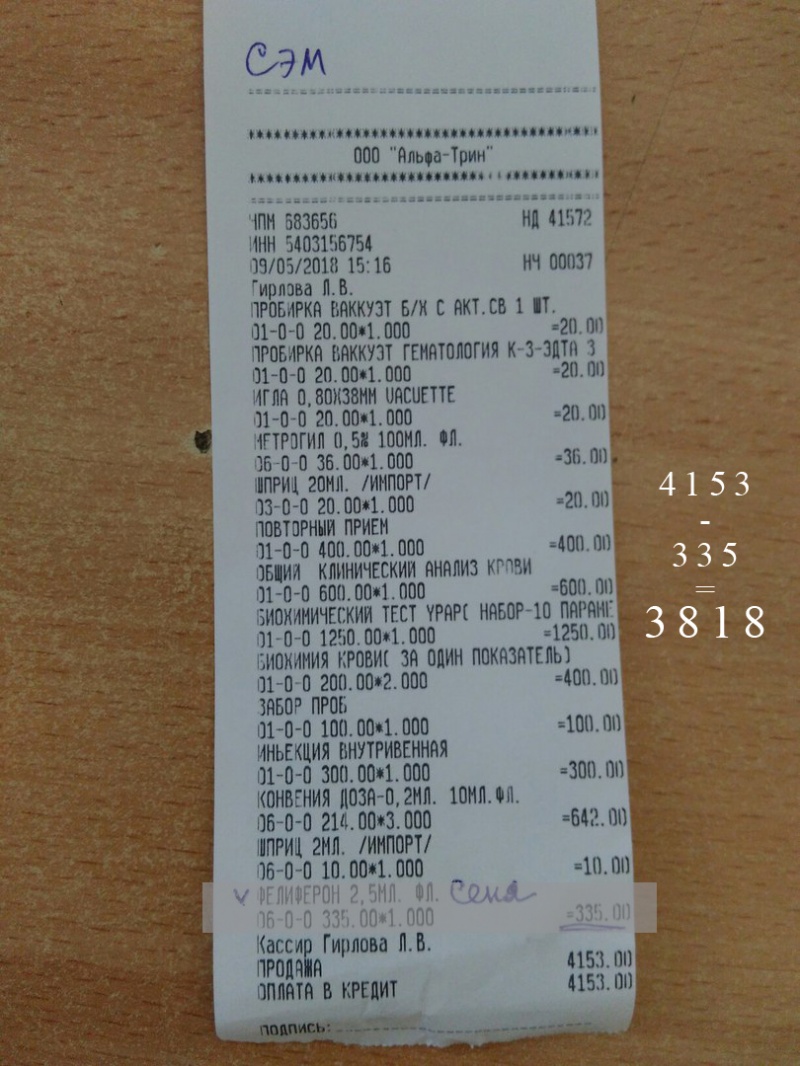 СЭМ
ООО "Альфа-Трин"
ЧПМ 683656 НД 41572
ИНН 5403156754
09/05/2018 15:16 НЧ 00037
Гирлова Л.В.
ПРОБИРКА ВАККУЭТ Б/Х С АКТ.СВ 1 ШТ.
01-0-0 20.00*1.000 =20.00
ПРОБИРКА ВАККУЭТ ГЕМАТОЛОГИЯ К-3-ЭДТА 3
01-0-0 20.00*1.000 =20.00
ИГЛА 0,80Х38ММ VACUETTE
01-0-0 20.00*1.000 =20.00
МЕТРОГИЛ 0,5% 100МЛ. ФЛ.
06-0-0 36.00*1.000 =36.00
ШПРИЦ 20МЛ. /ИМПОРТ/
03-0-0 20.00*1.000 =20.00
ПОВТОРНЫЙ ПРИЕМ
01-0-0 400.00*1.000 =400.00
ОБЩИЙ КЛИНИЧЕСКИЙ АНАЛИЗ КРОВИ
01-0-0 600.00*1.000 =600.00
БИОХИМИЧЕСКИЙ ТЕСТ УРАР( НАБОР-10 ПАРАМЕ
01-0-0 1250.00*1.000 =1250.00
БИОХИМИЯ КРОВИ( ЗА ОДИН ПОКАЗАТЕЛЬ)
01-0-0 200.00*2.000 =400.00
ЗАБОР ПРОБ
01-0-0 100.00*1.000 =100.00
ИНЬЕКЦИЯ ВНУТРИВЕННАЯ
01-0-0 300.00*1.000 =300.00
КОНВЕНИЯ ДОЗА-0,2МЛ. 10МЛ.ФЛ.
06-0-0 214.00*3.000 =642.00
ШПРИЦ 2МЛ. /ИМПОРТ/
06-0-0 10.00*1.000 =10.00
ФЕЛИФЕРОН 2,5МЛ. ФЛ. Сеня
06-0-0 335.00*1.000 =335.00
Кассир Гирлова Л.В.
ПРОДАЖА 4153.00
ОПЛАТА В КРЕДИТ 4153.00
ПОДПИСЬ:
4153
-
335
=
3818